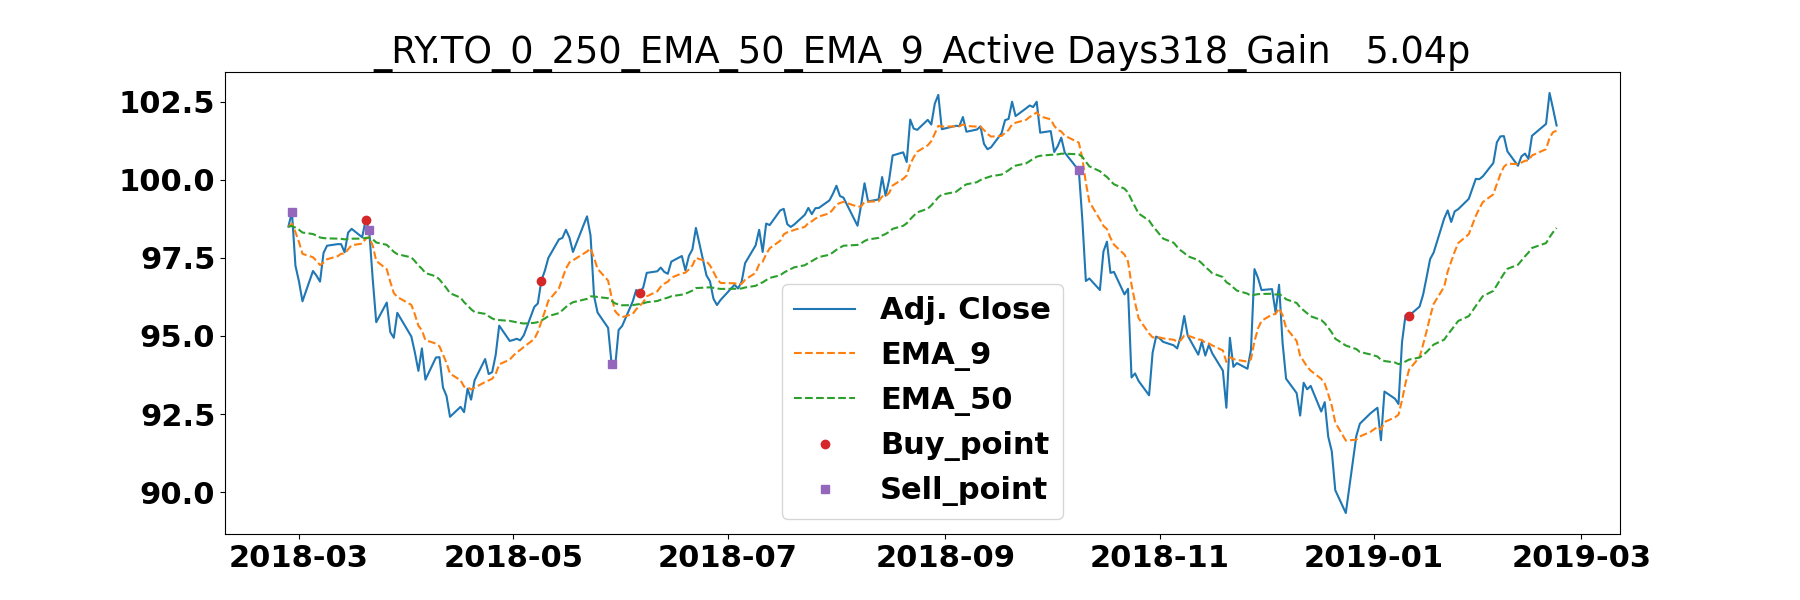 _RY.TO_0_250_EMA_50_EMA_9_Active Days318_Gain   5.04p
102.5
100.0
97.5
95.0
92.5
90.0
Adj. Close
EMA_9
EMA_50
Buy_point
Sell_point
2018-03 2018-05 2018-07 2018-09 2018-11 2019-01 2019-03